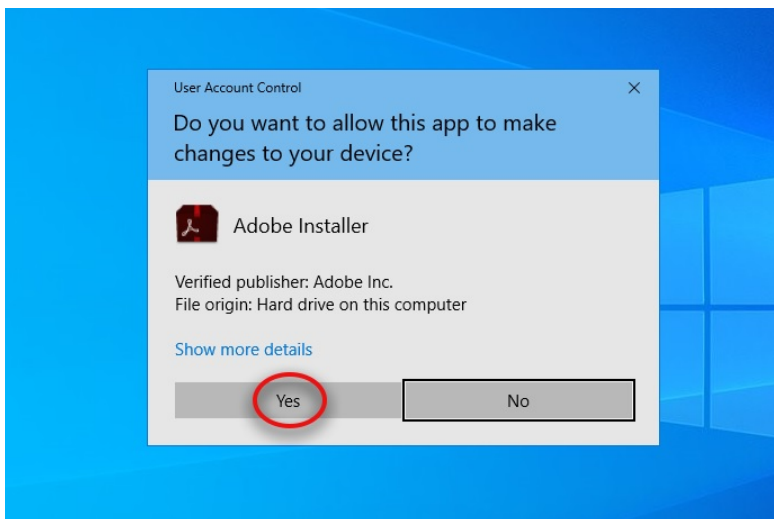 User Account Control
Do you want to allow this app to make
changes to your device?
Adobe Installer
Verified publisher: Adobe Inc.
File origin: Hard drive on this computer
Show more details
Yes
No